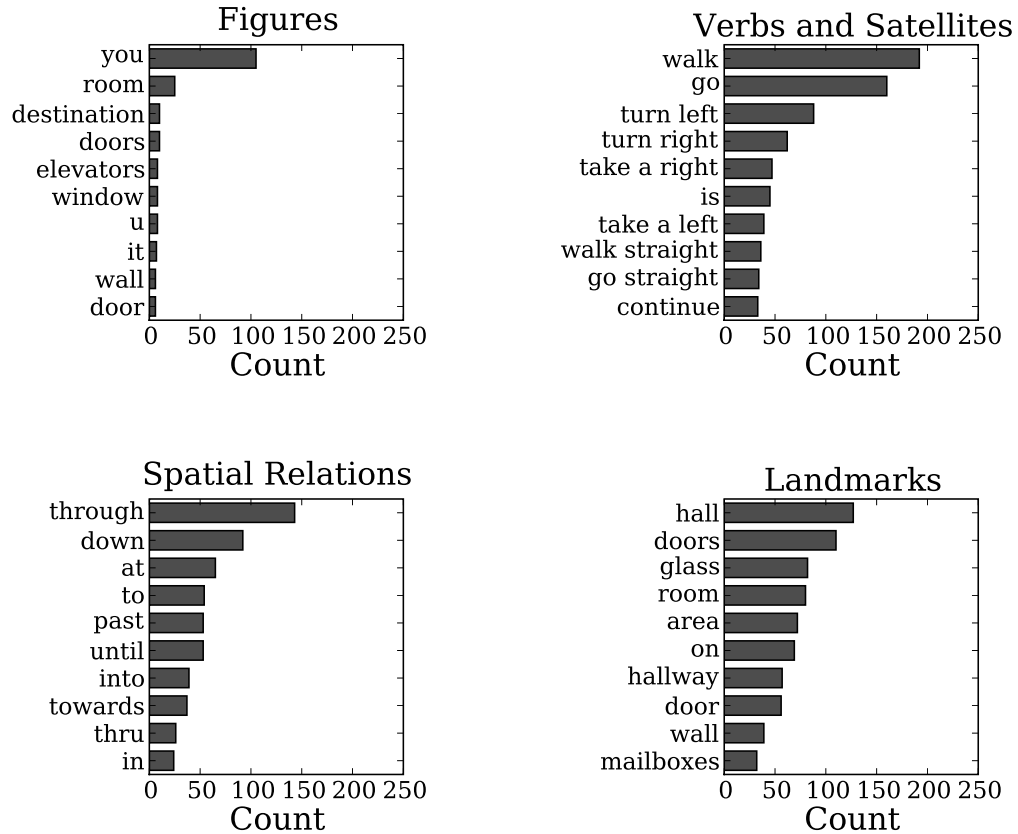 Figures
you
room
destination
doors
elevators
window
u
it
wall
door
0 50 100 150 200 250
Count
Verbs and Satellites
walk
go
turn left
turn right
take a right
is
take a left
walk straight
go straight
continue
0 50 100 150 200 250
Count
Spatial Relations
through
down
at
to
past
until
into
towards
thru
in
0 50 100 150 200 250
Count
Landmarks
hall
doors
glass
room
area
on
hallway
door
wall
mailboxes
0 50 100 150 200 250
Count